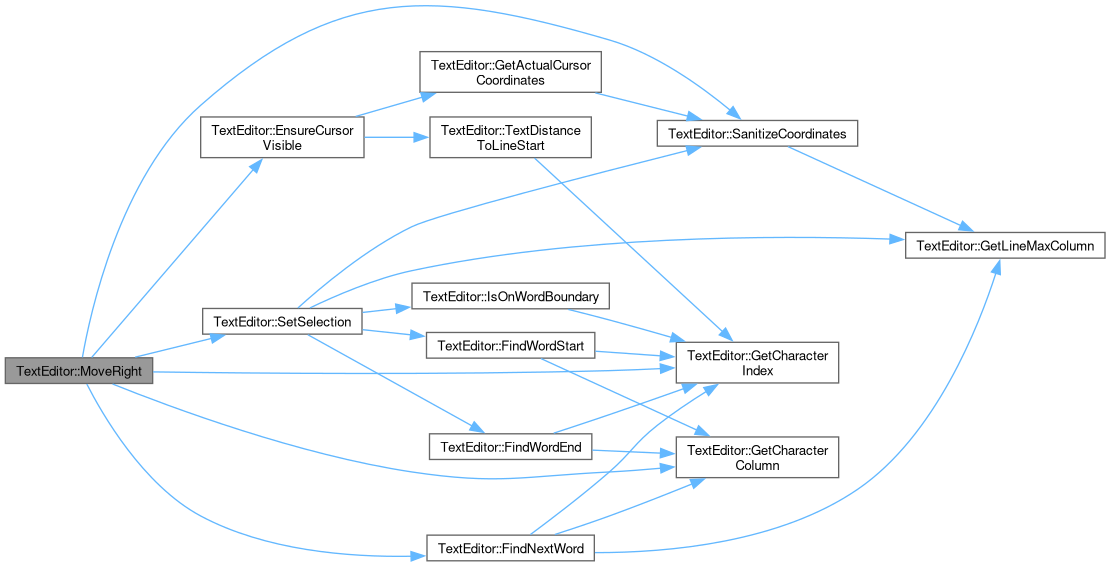 TextEditor::MoveRight
TextEditor::EnsureCursor
Visible
TextEditor::SetSelection
TextEditor::GetActualCursor
Coordinates
TextEditor::TextDistance
ToLineStart
TextEditor::IsOnWordBoundary
TextEditor::FindWordStart
TextEditor::FindWordEnd
TextEditor::FindNextWord
TextEditor::SanitizeCoordinates
TextEditor::GetCharacter
Index
TextEditor::GetCharacter
Column
TextEditor::GetLineMaxColumn